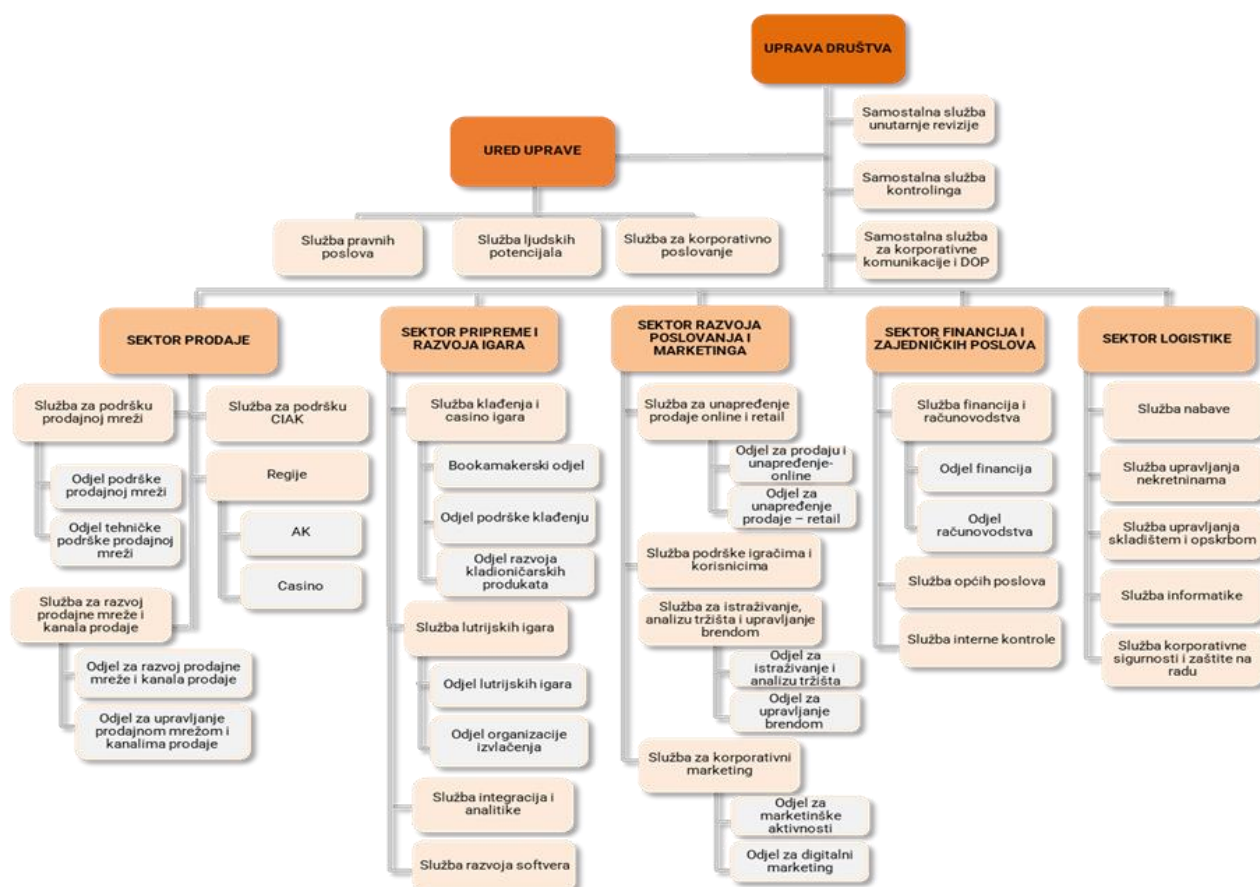 UPRAVA DRUŠTVA
Samostalna služba
unutarnje revizije
URED UPRAVE
Samostalna služba
kontrolinga
Služba pravnih
poslova
Služba ljudskih
potencijala
Služba za korporativno
poslovanje
Samostalna služba
za korporativne
komunikacije i DOP
SEKTOR PRODAJE
Služba za podršku
prodajnoj mreži
Odjel podrške
prodajnoj mreži
Odjel tehničke
podrške prodajnoj
mreži
Služba za podršku
CIAK
Regije
AK
Casino
Služba za razvoj
prodajne mreže i
kanala prodaje
Odjel za razvoj prodajne
mreže i kanala prodaje
Odjel za upravljanje
prodajnom mrežom i
kanalima prodaje
SEKTOR PRIPREME I
RAZVOJA IGARA
Služba klađenja i
casino igara
Bookamakerski odjel
Odjel podrške klađenju
Odjel razvoja
kladioničarskih
produkata
Služba lutrijskih igara
Odjel lutrijskih igara
Odjel organizacije
izvlačenja
Služba integracija i
analitike
Služba razvoja softvera
SEKTOR RAZVOJA
POSLOVANJA I
MARKETINGA
Služba za unapređenje
prodaje online i retail
Odjel za prodaju i
unapređenje-
online
Odjel za
unapređenje
prodaje – retail
Služba podrške igračima i
korisnicima
Služba za istraživanje,
analizu tržišta i upravljanje
brendom
Odjel za
istraživanje i
analizu tržišta
Odjel za
upravljanje
brendom
Služba za korporativni
marketing
Odjel za
marketinške
aktivnosti
Odjel za digitalni
marketing
SEKTOR FINANCIJA I
ZAJEDNIČKIH POSLOVA
Služba financija i
računovodstva
Odjel financija
Odjel
računovodstva
Služba općih poslova
Služba interne kontrole
SEKTOR LOGISTIKE
Služba nabave
Služba upravljanja
nekretninama
Služba upravljanja
skladištem i opskrbom
Služba informatike
Služba korporativne
sigurnosti i zaštite na
radu